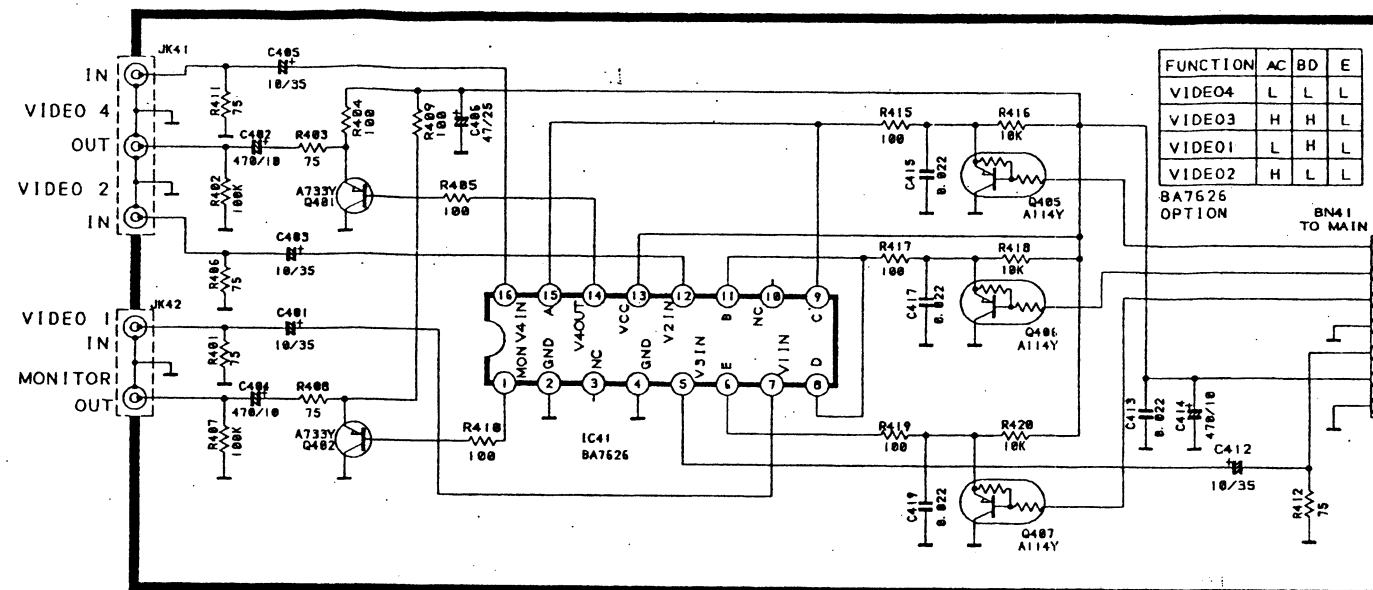 JK41
IN
VIDEO 4
OUT
VIDEO 2
IN
C405
10/35
R411
75
C402
470/10
R403
75
R402
100K
R404
100
R409
100
C406
47/25
A733Y
Q401
R405
100
C403
10/35
R406
75
JK42
VIDEO 1
IN
MONITOR
OUT
C401
10/35
R401
75
C404
470/10
R408
75
R407
100K
A733Y
Q402
R410
100
16
15
14
13
12
11
10
9
MON V4IN
A
GND
V4OUT
NC
VCC
GND
V2IN
V3IN
B
E
NC
V1IN
C
D
1
2
3
4
5
6
7
8
IC41
BA7626
R415
100
R416
10K
C415
0.022
Q405
A114Y
R417
100
R418
10K
C417
0.022
Q406
A114Y
R419
100
R420
10K
C419
0.022
Q407
A114Y
FUNCTION AC BD E
VIDEO4 L L L
VIDEO3 H H L
VIDEO1 L H L
VIDEO2 H L L
BA7626
OPTION
BN41
TO MAIN
C413
0.022
C414
470/10
C412
10/35
R412
75